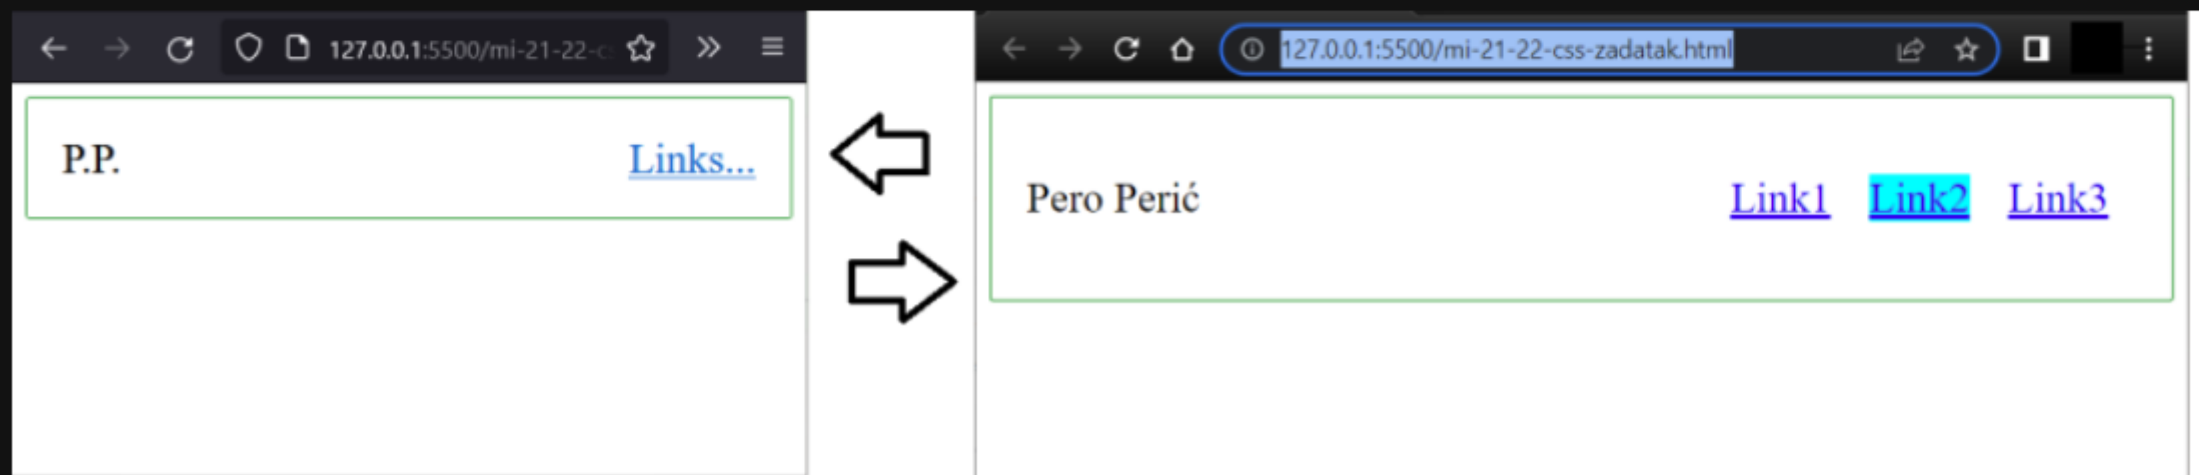 127.0.0.1:5500/mi-21-22-c
P.P.
Links...
127.0.0.1:5500/mi-21-22-css-zadatak.html
Pero Perić
Link1 Link2 Link3